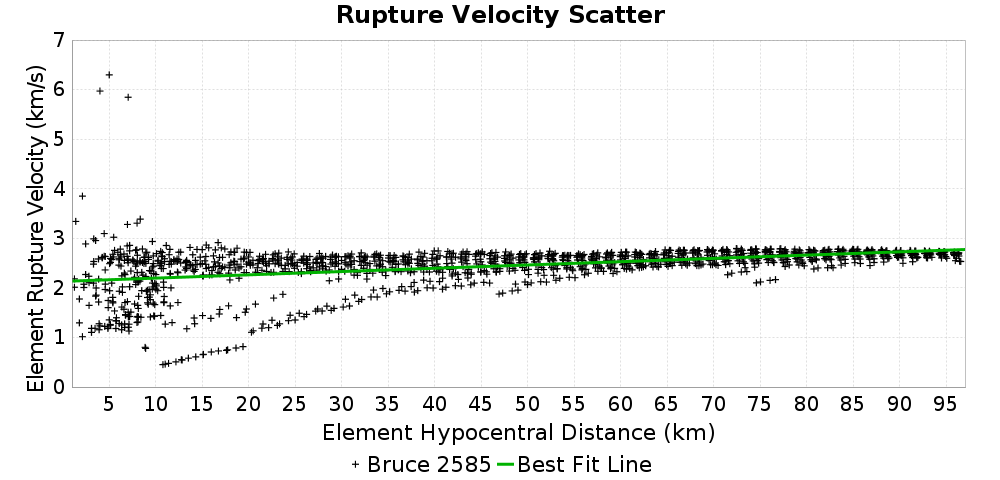 Rupture Velocity Scatter
Element Rupture Velocity (km/s)
7
6
5
4
3
2
1
0
5 10 15 20 25 30 35 40 45 50 55 60 65 70 75 80 85 90 95
Element Hypocentral Distance (km)
Bruce 2585 Best Fit Line